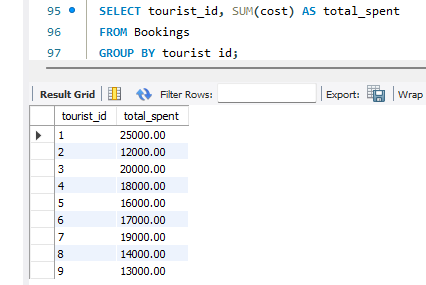 95 SELECT tourist_id, SUM(cost) AS total_spent
96 FROM Bookings
97 GROUP BY tourist id;
Result Grid Filter Rows: Export: Wrap
tourist_id total_spent
1 25000.00
2 12000.00
3 20000.00
4 18000.00
5 16000.00
6 17000.00
7 19000.00
8 14000.00
9 13000.00